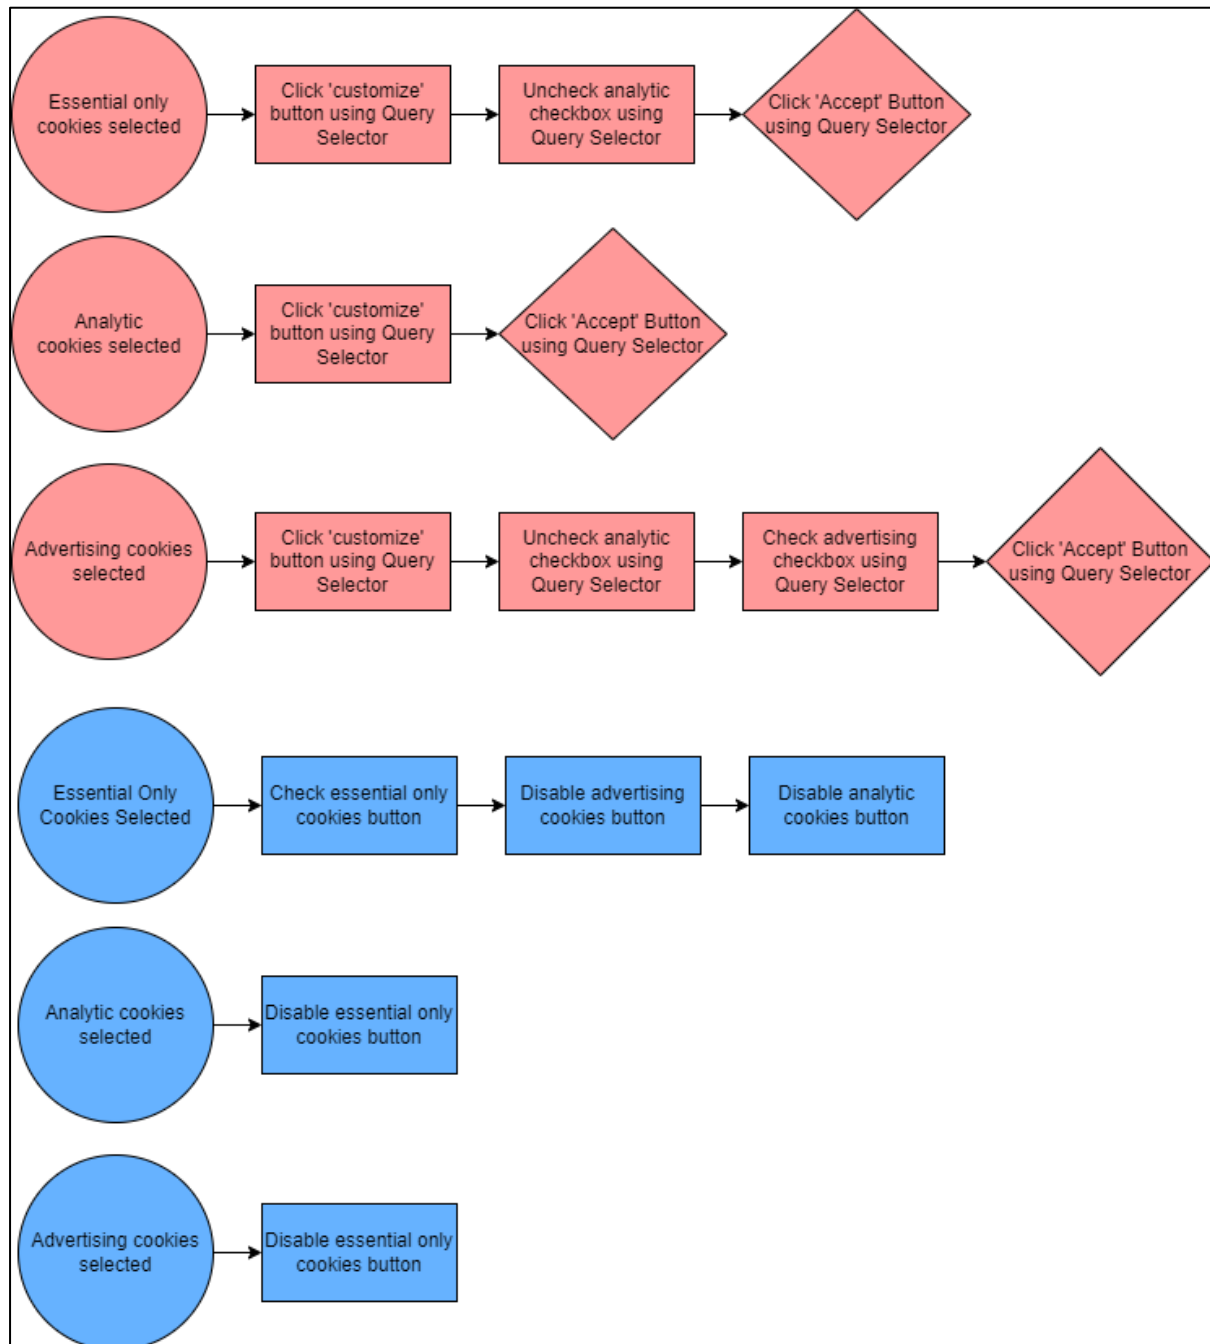 Essential only
cookies selected
Click 'customize'
button using Query
Selector
Uncheck analytic
checkbox using
Query Selector
Click 'Accept' Button
using Query Selector
Analytic
cookies selected
Click 'customize'
button using Query
Selector
Click 'Accept' Button
using Query Selector
Advertising cookies
selected
Click 'customize'
button using Query
Selector
Uncheck analytic
checkbox using
Query Selector
Check advertising
checkbox using
Query Selector
Click 'Accept' Button
using Query Selector
Essential Only
Cookies Selected
Check essential only
cookies button
Disable advertising
cookies button
Disable analytic
cookies button
Analytic cookies
selected
Disable essential only
cookies button
Advertising cookies
selected
Disable essential only
cookies button